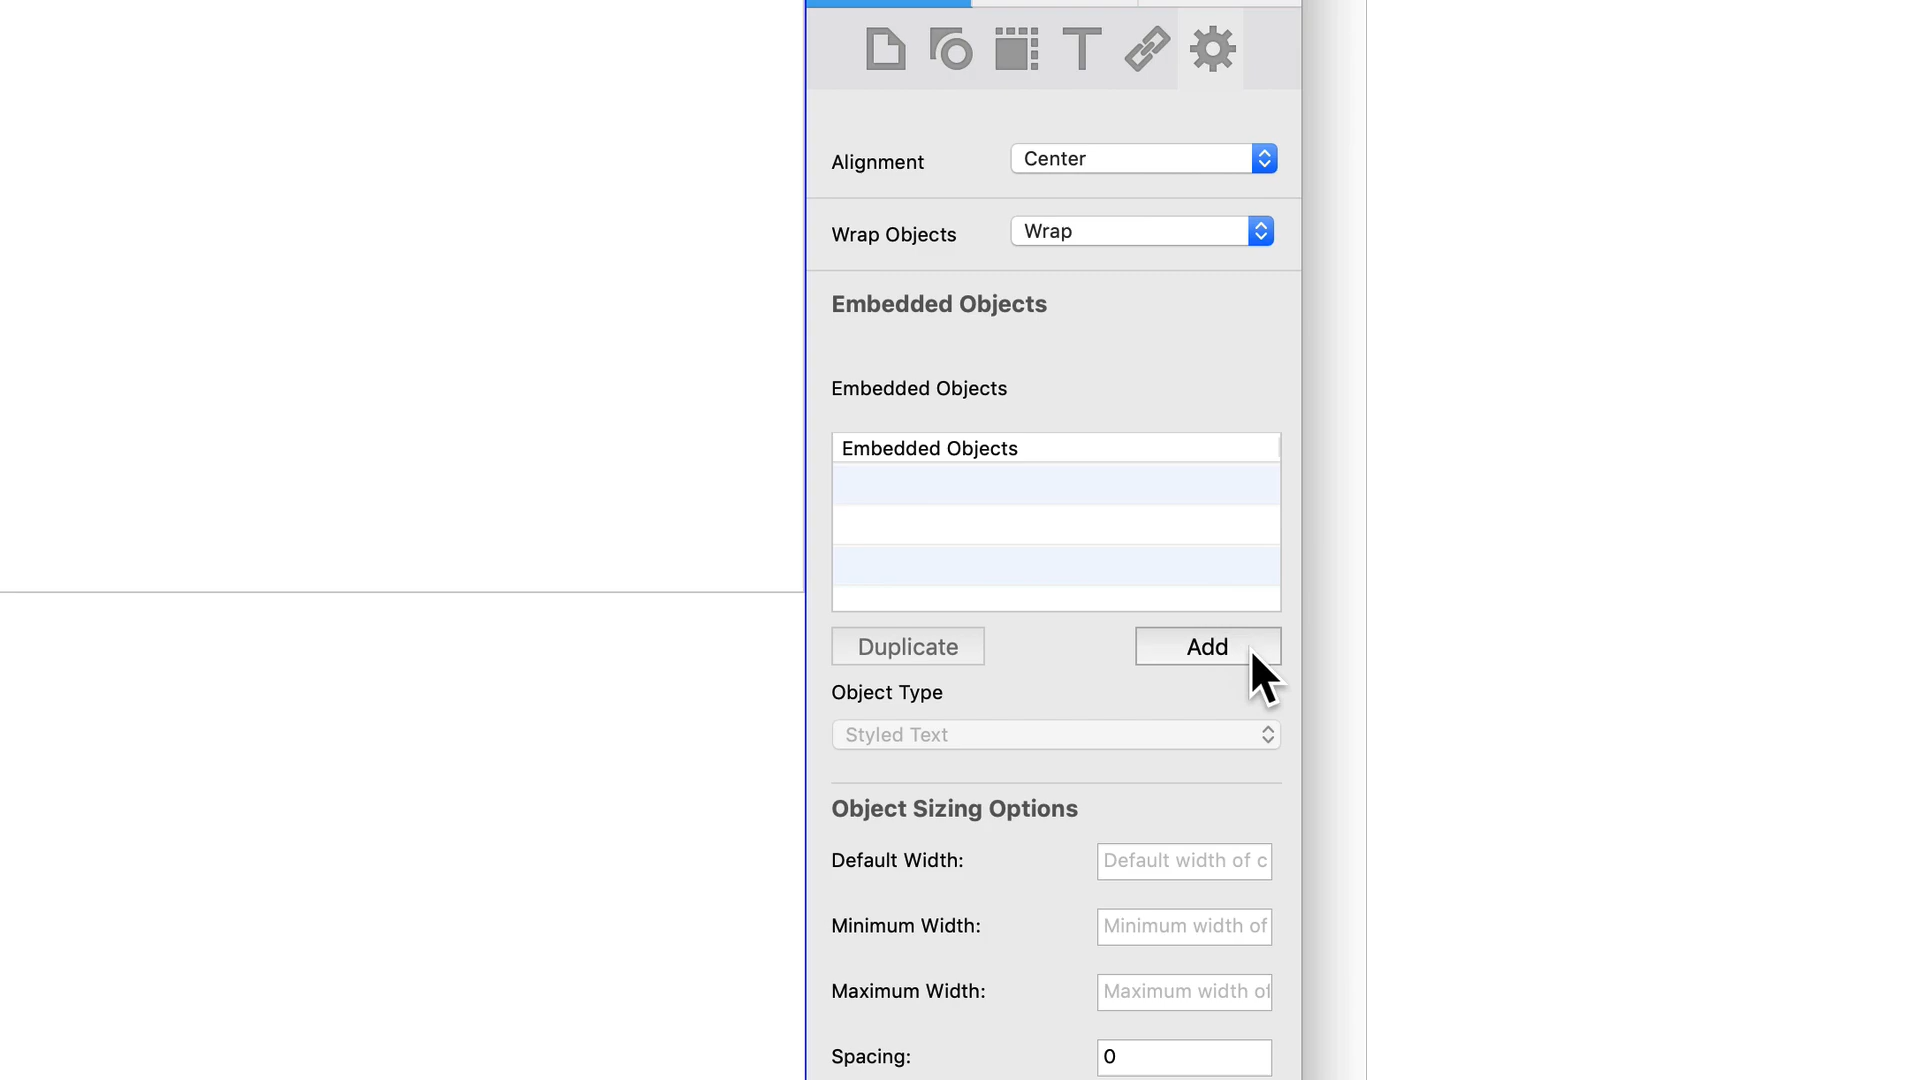 Alignment
Center
Wrap Objects
Wrap
Embedded Objects
Embedded Objects
Embedded Objects
Duplicate
Add
Object Type
Styled Text
Object Sizing Options
Default Width:
Default width of c
Minimum Width:
Minimum width of
Maximum Width:
Maximum width of
Spacing:
0